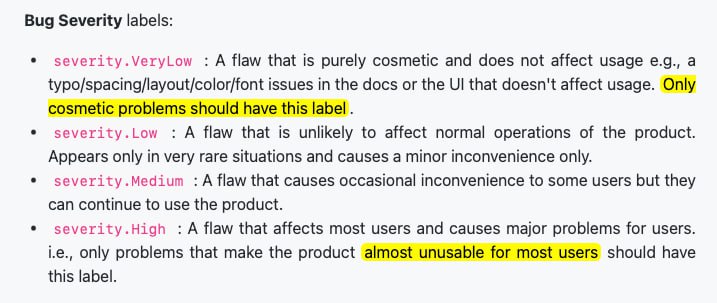 Bug Severity labels:
• severity.VeryLow : A flaw that is purely cosmetic and does not affect usage e.g., a
typo/spacing/layout/color/font issues in the docs or the UI that doesn't affect usage. Only
cosmetic problems should have this label.
• severity.Low : A flaw that is unlikely to affect normal operations of the product.
Appears only in very rare situations and causes a minor inconvenience only.
• severity.Medium : A flaw that causes occasional inconvenience to some users but they
can continue to use the product.
• severity.High : A flaw that affects most users and causes major problems for users.
i.e., only problems that make the product almost unusable for most users should have
this label.